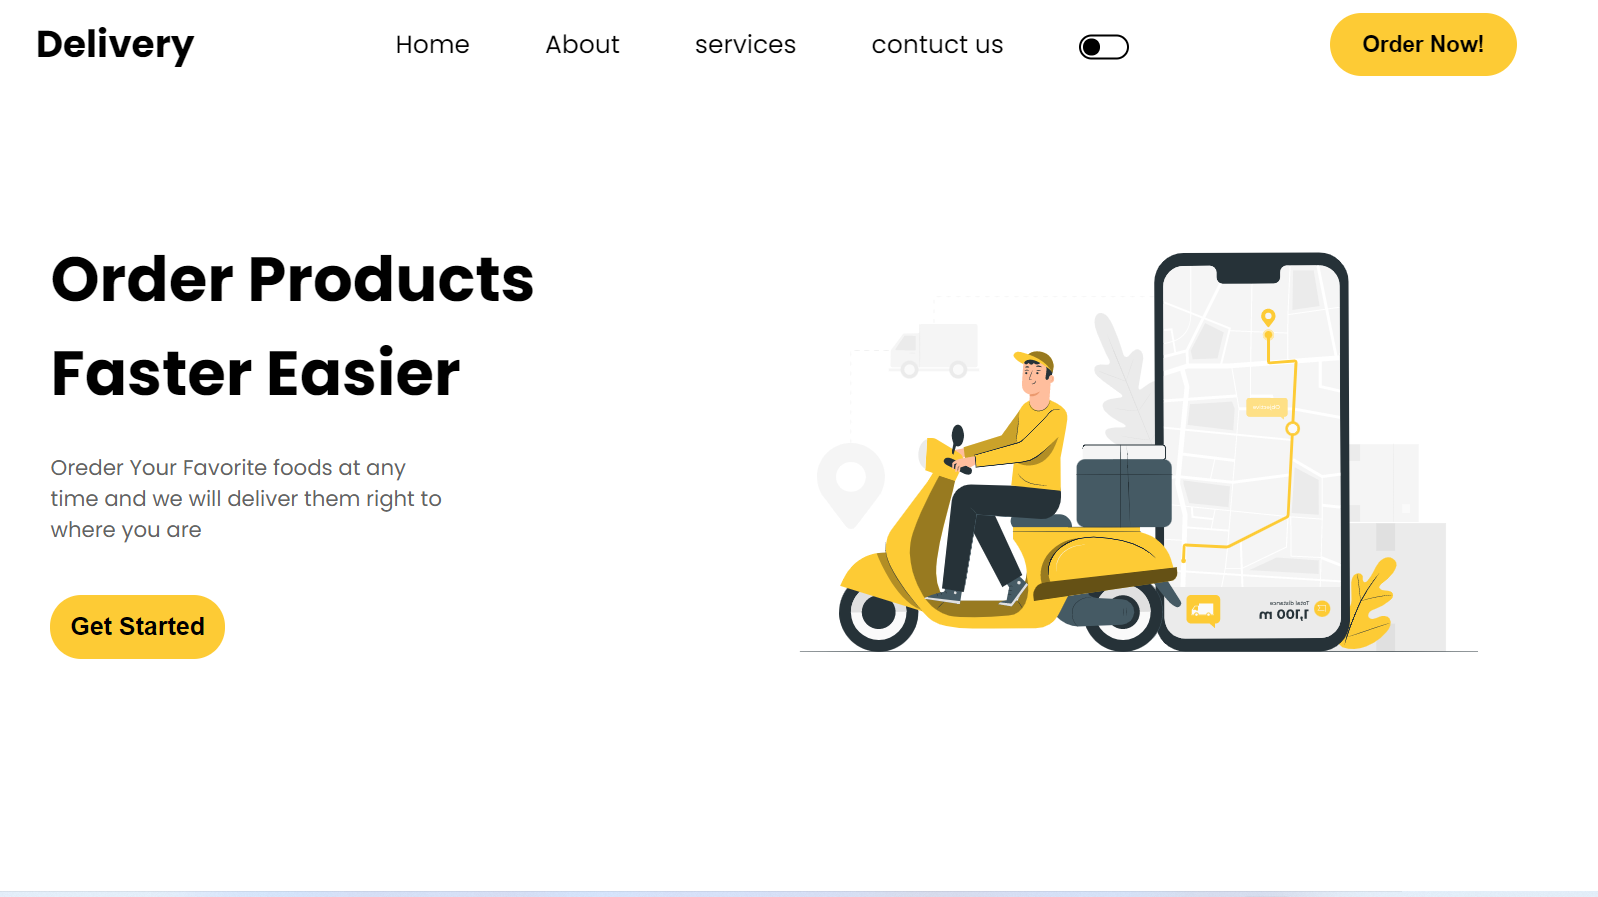 Delivery
Home
About
services
contuct us
Order Now!
Order Products
Faster Easier
Oreder Your Favorite foods at any
time and we will deliver them right to
where you are
Get Started
Total distance
1,100 m